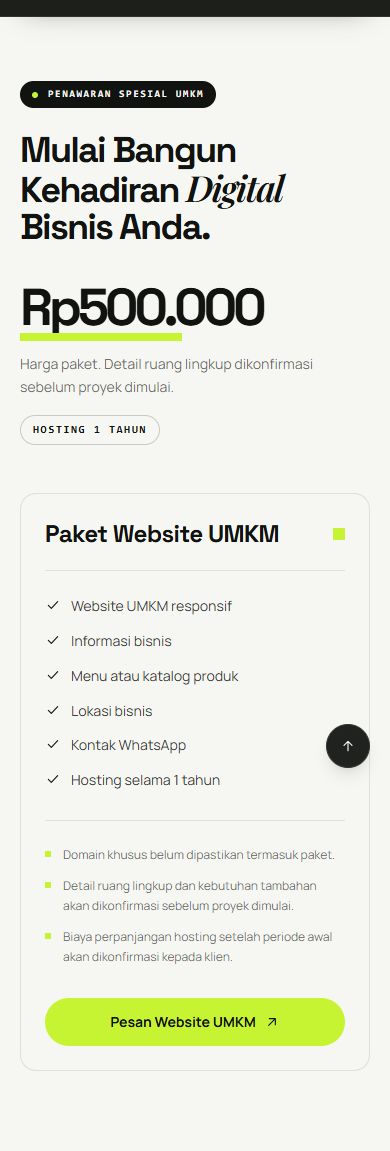 PENAWARAN SPESIAL UMKM
Mulai Bangun
Kehadiran Digital
Bisnis Anda.
Rp500.000
Harga paket. Detail ruang lingkup dikonfirmasi
sebelum proyek dimulai.
HOSTING 1 TAHUN
Paket Website UMKM
Website UMKM responsif
Informasi bisnis
Menu atau katalog produk
Lokasi bisnis
Kontak WhatsApp
Hosting selama 1 tahun
Domain khusus belum dipastikan termasuk paket.
Detail ruang lingkup dan kebutuhan tambahan
akan dikonfirmasi sebelum proyek dimulai.
Biaya perpanjangan hosting setelah periode awal
akan dikonfirmasi kepada klien.
Pesan Website UMKM